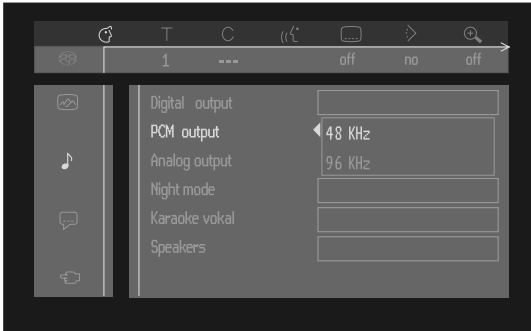 T C
1 --- off no off
Digital output
PCM output 48 KHz
Analog output 96 KHz
Night mode
Karaoke vokal
Speakers